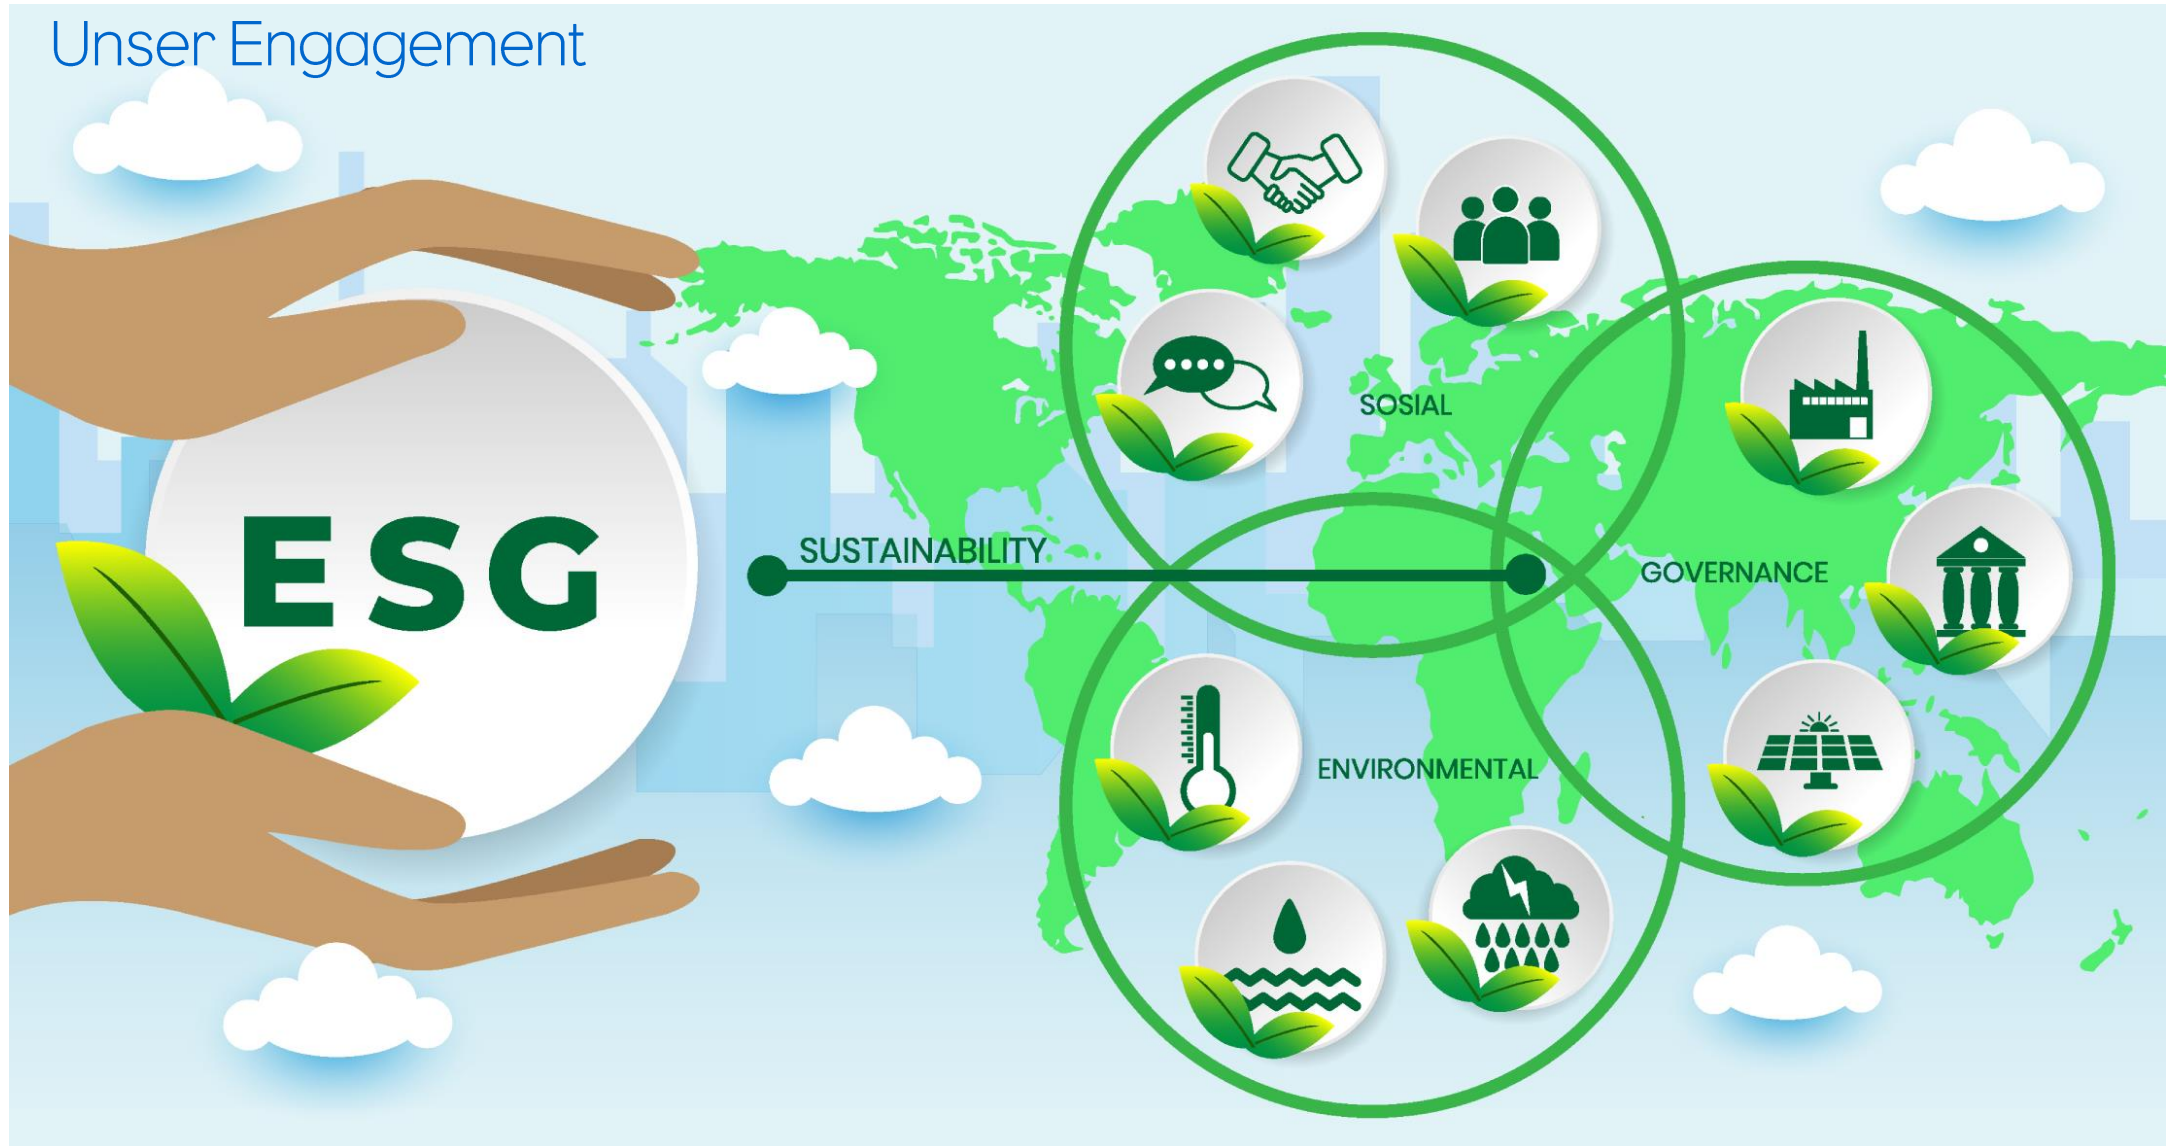 Unser Engagement
ESG
SUSTAINABILITY
SOSIAL
GOVERNANCE
ENVIRONMENTAL